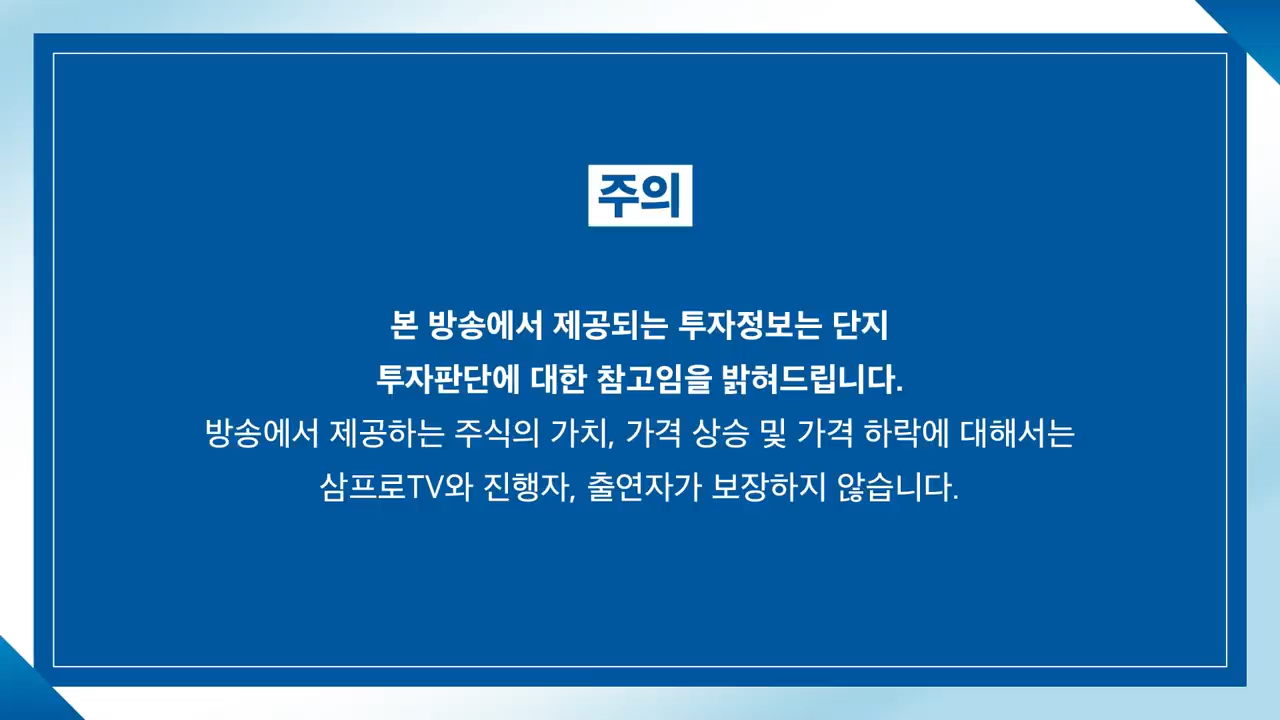 주의
본 방송에서 제공되는 투자정보는 단지
투자판단에 대한 참고임을 밝혀드립니다.
방송에서 제공하는 주식의 가치, 가격 상승 및 가격 하락에 대해서는
삼프로TV와 진행자, 출연자가 보장하지 않습니다.